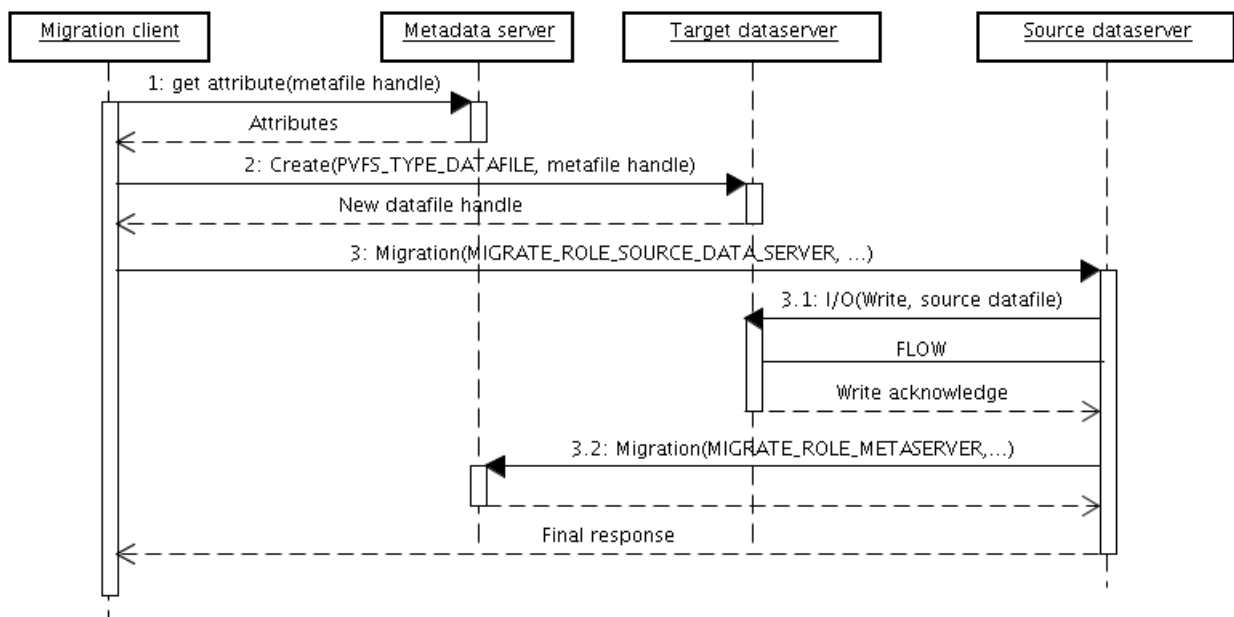 Migration client
Metadata server
Target dataserver
Source dataserver
1: get attribute(metafile handle)
Attributes
2: Create(PVFS_TYPE_DATAFILE, metafile handle)
New datafile handle
3: Migration(MIGRATE_ROLE_SOURCE_DATA_SERVER, ...)
3.1: I/O(Write, source datafile)
FLOW
Write acknowledge
3.2: Migration(MIGRATE_ROLE_METASERVER,...)
Final response